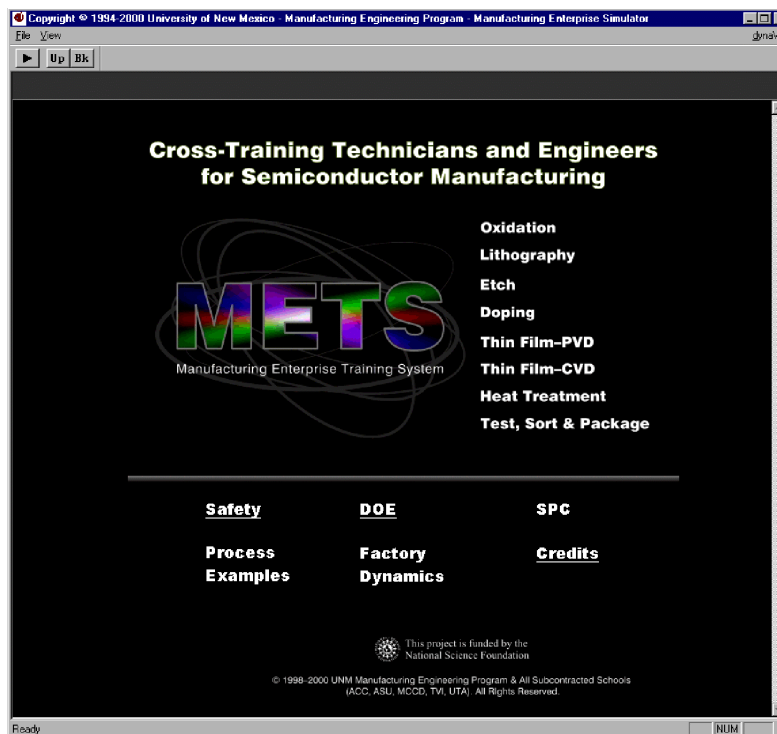 Copyright © 1994-2000 University of New Mexico - Manufacturing Engineering Program - Manufacturing Enterprise Simulator
File View
Up Bk
Cross-Training Technicians and Engineers
for Semiconductor Manufacturing
METS
Manufacturing Enterprise Training System
Oxidation
Lithography
Etch
Doping
Thin Film–PVD
Thin Film–CVD
Heat Treatment
Test, Sort & Package
Safety DOE SPC
Process Factory Credits
Examples Dynamics
This project is funded by the
National Science Foundation
© 1998–2000 UNM Manufacturing Engineering Program & All Subcontracted Schools
(ACC, ASU, MCCD, TVI, UTA). All Rights Reserved.
Ready NUM